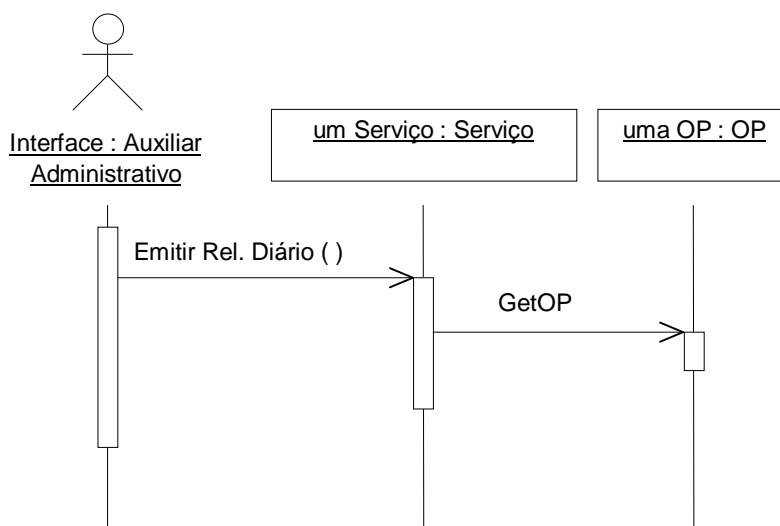 Interface : Auxiliar
Administrativo
um Serviço : Serviço
uma OP : OP
Emitir Rel. Diário ( )
GetOP